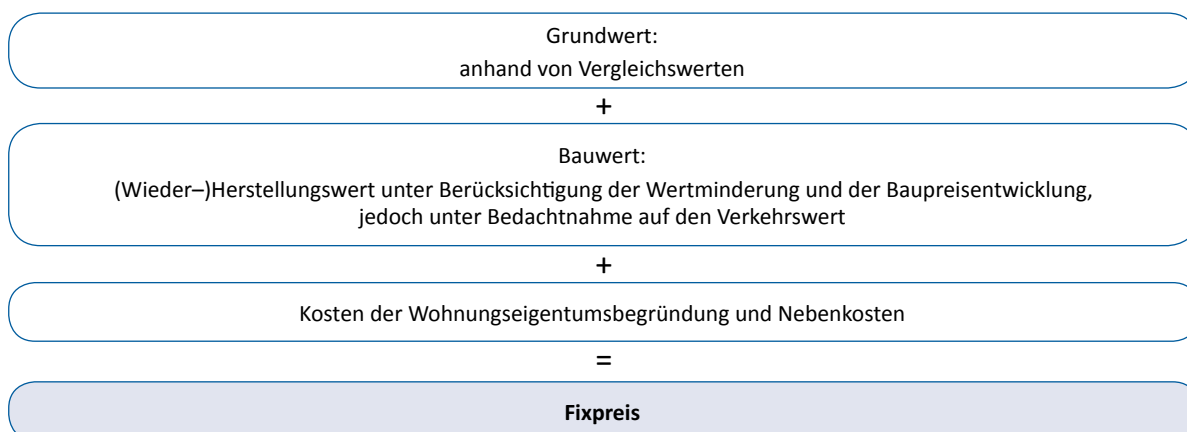 Grundwert:
anhand von Vergleichswerten
+
Bauwert:
(Wieder–)Herstellungswert unter Berücksichtigung der Wertminderung und der Baupreisentwicklung,
jedoch unter Bedachtnahme auf den Verkehrswert
+
Kosten der Wohnungseigentumsbegründung und Nebenkosten
=
Fixpreis